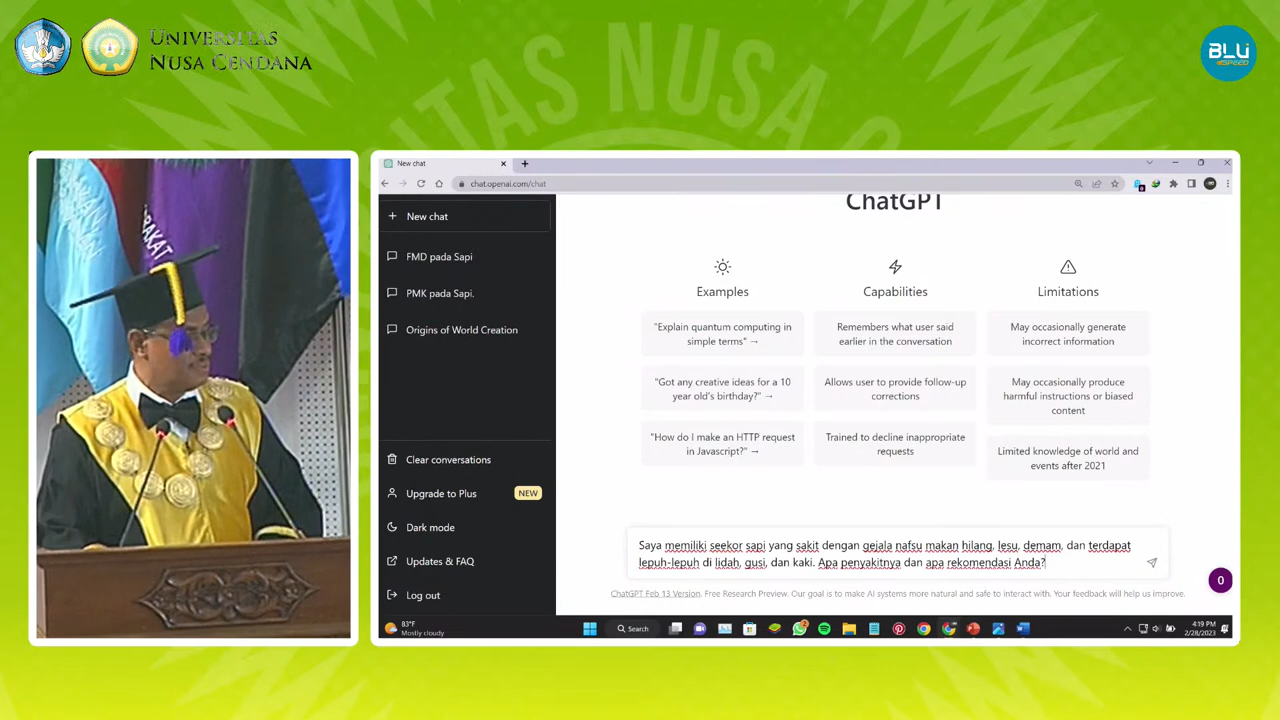 UNIVERSITAS
NUSA CENDANA
BLU
SPEED
ITAS NUSA C
RAKAT
New chat
chat.openai.com/chat
New chat
FMD pada Sapi
PMK pada Sapi.
Origins of World Creation
Clear conversations
Upgrade to Plus
NEW
Dark mode
Updates & FAQ
Log out
ChatGPT
Examples
"Explain quantum computing in
simple terms" →
"Got any creative ideas for a 10
year old's birthday?" →
"How do I make an HTTP request
in Javascript?" →
Capabilities
Remembers what user said
earlier in the conversation
Allows user to provide follow-up
corrections
Trained to decline inappropriate
requests
Limitations
May occasionally generate
incorrect information
May occasionally produce
harmful instructions or biased
content
Limited knowledge of world and
events after 2021
Saya memiliki seekor sapi yang sakit dengan gejala nafsu makan hilang, lesu, demam, dan terdapat
lepuh-lepuh di lidah, gusi, dan kaki. Apa penyakitnya dan apa rekomendasi Anda?
0
ChatGPT Feb 13 Version. Free Research Preview. Our goal is to make AI systems more natural and safe to interact with. Your feedback will help us improve.
83°F
Mostly cloudy
Search
4:19 PM
2/28/2023